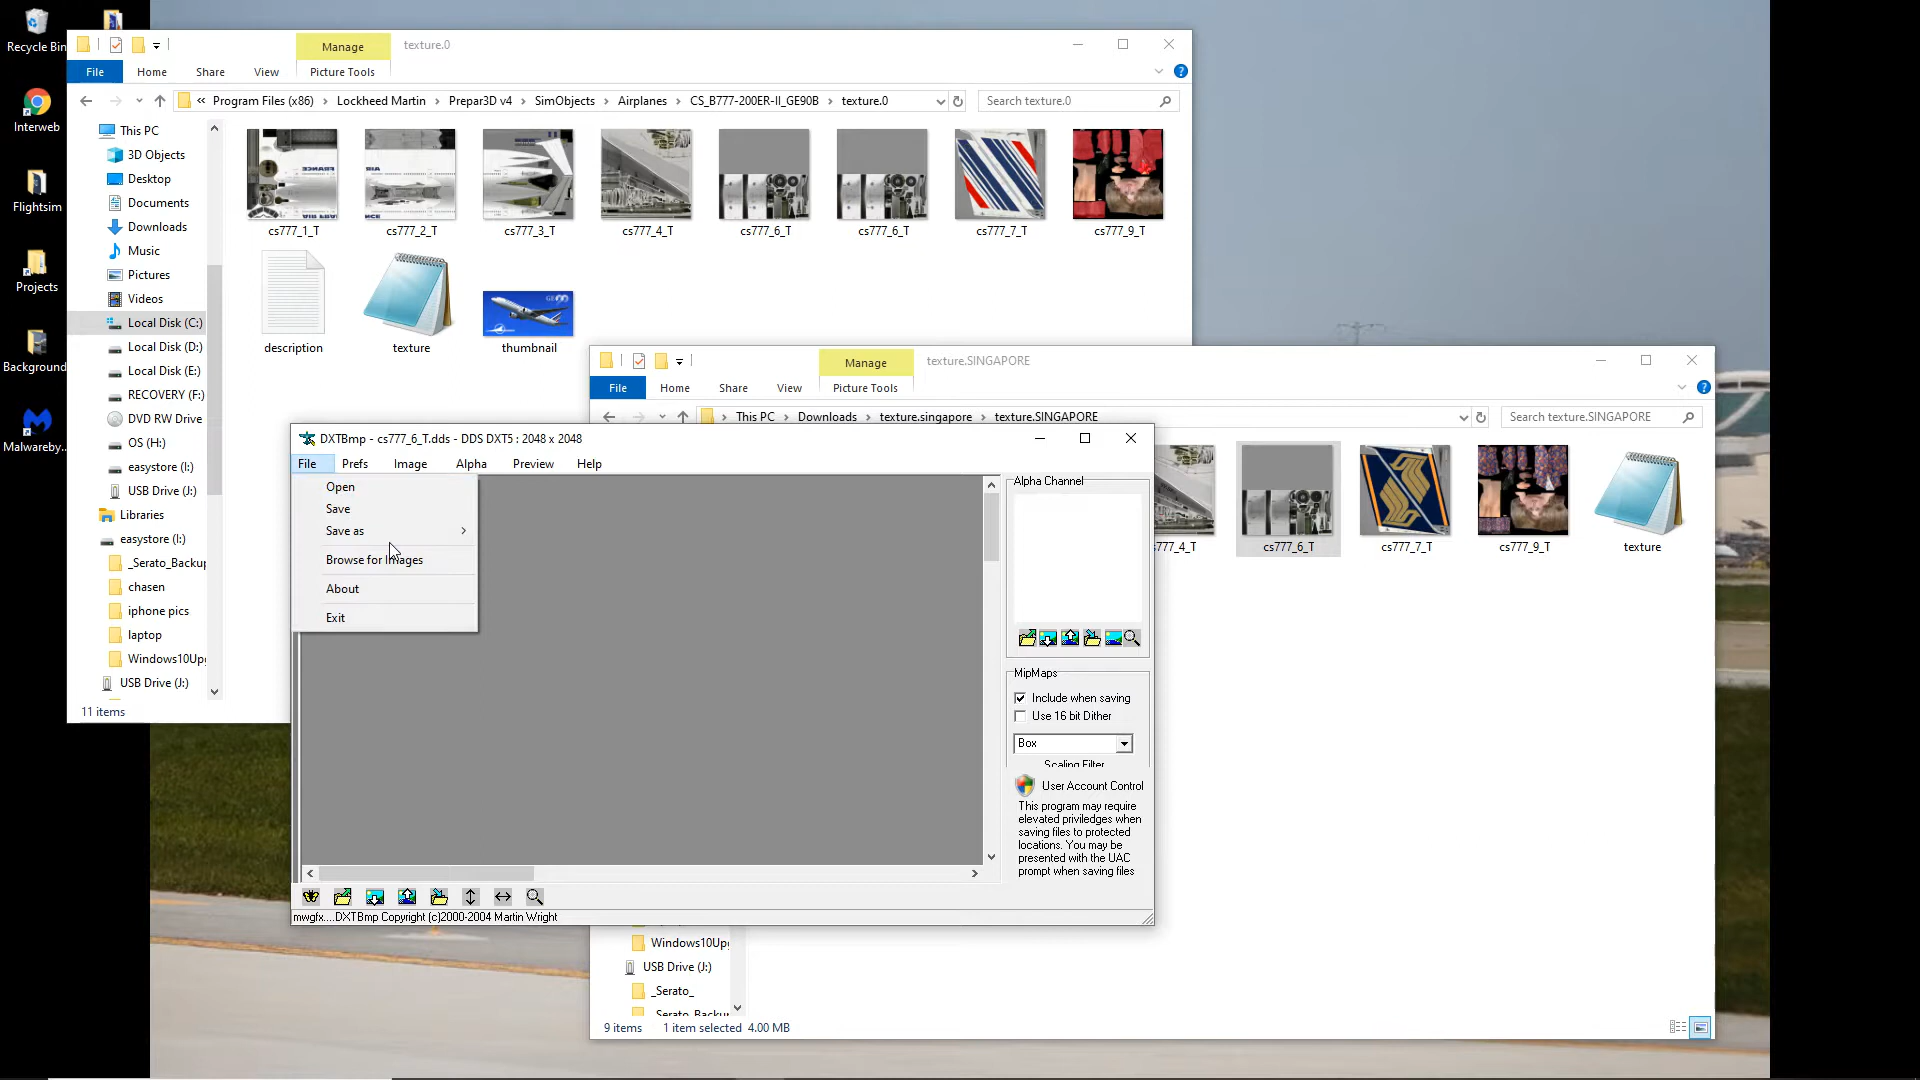 Recycle Bin
Interweb
Flightsim
Projects
Background
Malwareby...
Manage
texture.0
File
Home
Share
View
Picture Tools
« Program Files (x86) > Lockheed Martin > Prepar3D v4 > SimObjects > Airplanes > CS_B777-200ER-II_GE90B > texture.0
Search texture.0
This PC
3D Objects
Desktop
Documents
Downloads
Music
Pictures
Videos
Local Disk (C:)
Local Disk (D:)
Local Disk (E:)
RECOVERY (F:)
DVD RW Drive
OS (H:)
easystore (I:)
USB Drive (J:)
Libraries
easystore (I:)
_Serato_Backup
chasen
iphone pics
laptop
Windows10Upg
USB Drive (J:)
11 items
cs777_1_T
cs777_2_T
cs777_3_T
cs777_4_T
cs777_6_T
cs777_6_T
cs777_7_T
cs777_9_T
description
texture
thumbnail
Manage
texture.SINGAPORE
File
Home
Share
View
Picture Tools
This PC > Downloads > texture.singapore > texture.SINGAPORE
Search texture.SINGAPORE
s777_4_T
cs777_6_T
cs777_7_T
cs777_9_T
texture
DXTBmp - cs777_6_T.dds - DDS DXT5 : 2048 x 2048
File
Prefs
Image
Alpha
Preview
Help
Open
Save
Save as
Browse for Images
About
Exit
Alpha Channel
MipMaps
Include when saving
Use 16 bit Dither
Box
Scaling Filter
User Account Control
This program may require
elevated priviledges when
saving files to protected
locations. You may be
presented with the UAC
prompt when saving files
mwgfx....DXTBmp Copyright (c)2000-2004 Martin Wright
Windows10Upg
USB Drive (J:)
_Serato_
_Serato_Backup
9 items
1 item selected 4.00 MB